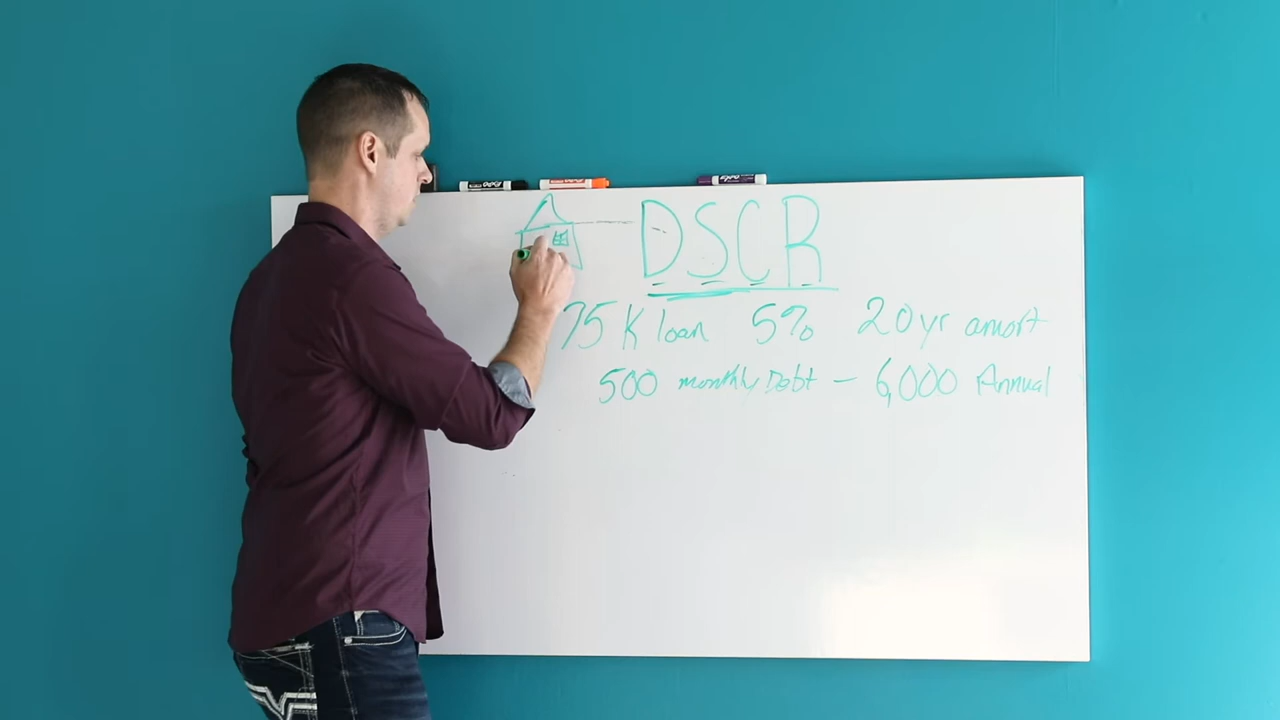 DSCR
75K loan 5% 20yr amort
500 monthly Debt – 6,000 Annual